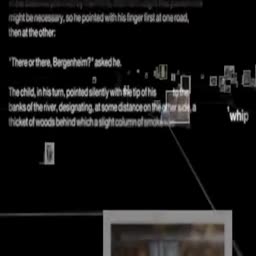 might be necessary, so he pointed with his finger first at one road,
then at the other:
"There or there, Bergenheim?" asked he.
The child, in his turn, pointed silently with the tip of his to the
banks of the river, designating, at some distance on the other side, a
thicket of woods behind which a slight column of smoke
'whip